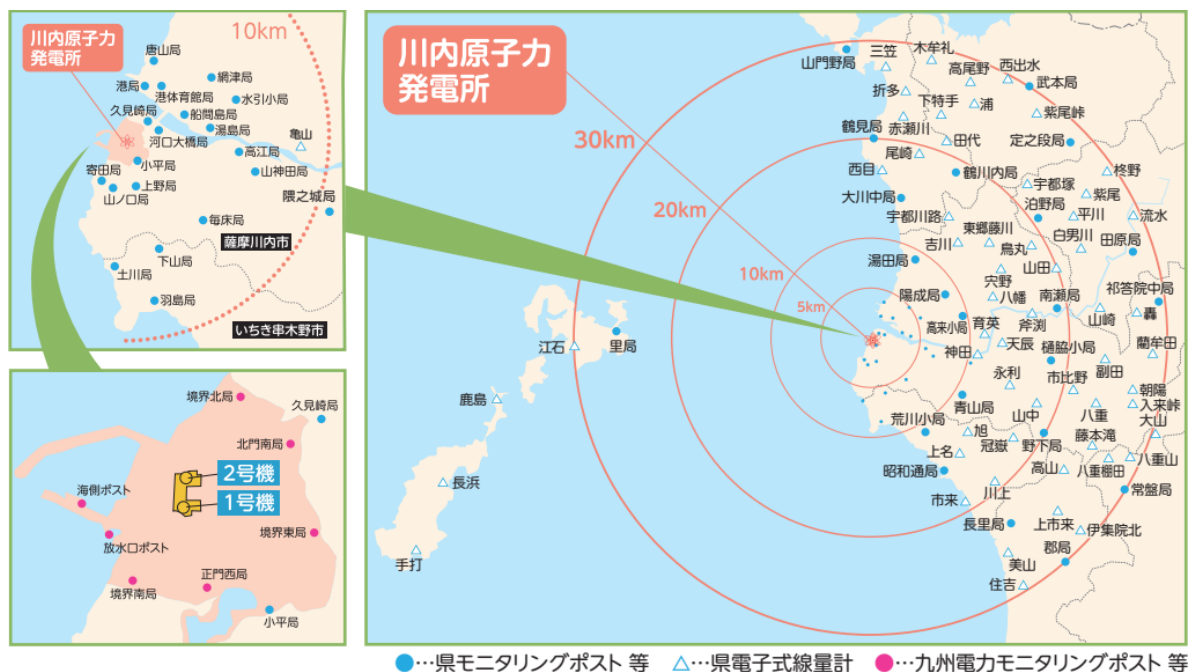 川内原子力
発電所
10km
唐山局
網津局
港局
港体育館局
水引小局
久見崎局
船間島局
湯島局
亀山
河口大橋局
高江局
小平局
山神田局
寄田局
上野局
山ノ口局
隈之城局
毎床局
薩摩川内市
下山局
土川局
羽島局
いちき串木野市
境界北局
久見崎局
北門南局
2号機
1号機
海側ポスト
放水口ポスト
境界東局
正門西局
境界南局
小平局
川内原子力
発電所
30km
20km
10km
5km
山門野局
三笠
木牟礼
高尾野
西出水
武本局
折多
下特手
浦
紫尾峠
赤瀬川
鶴見局
田代
定之段局
尾崎
西目
鶴川内局
柊野
宇都塚
紫尾
大川中局
泊野局
平川
流水
宇都川路
東郷藤川
白男川
田原局
吉川
鳥丸
湯田局
穴野
山田
祁答院中局
陽成局
八幡
南瀬局
山崎
轟
高来小局
育英
斧渕
藺牟田
神田
天辰
樋脇小局
副田
永利
市比野
朝陽
青山局
山中
八重
入来峠
荒川小局
旭
冠嶽
野下局
藤本滝
大山
上名
高山
八重棚田
八重山
昭和通局
川上
常盤局
市来
長里局
上市来
伊集院北
郡局
美山
住吉
江石
里局
鹿島
長浜
手打
●…県モニタリングポスト 等 △…県電子式線量計 ●…九州電力モニタリングポスト 等